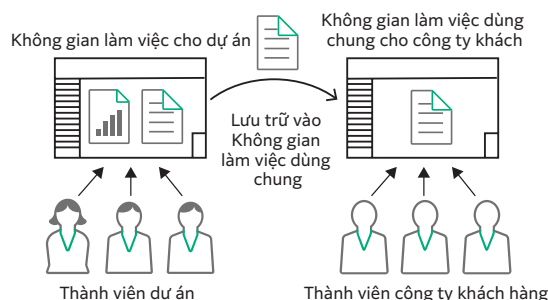 Không gian làm việc cho dự án
Không gian làm việc dùng
chung cho công ty khách
Lưu trữ vào
Không gian
làm việc dùng
chung
Thành viên dự án
Thành viên công ty khách hàng